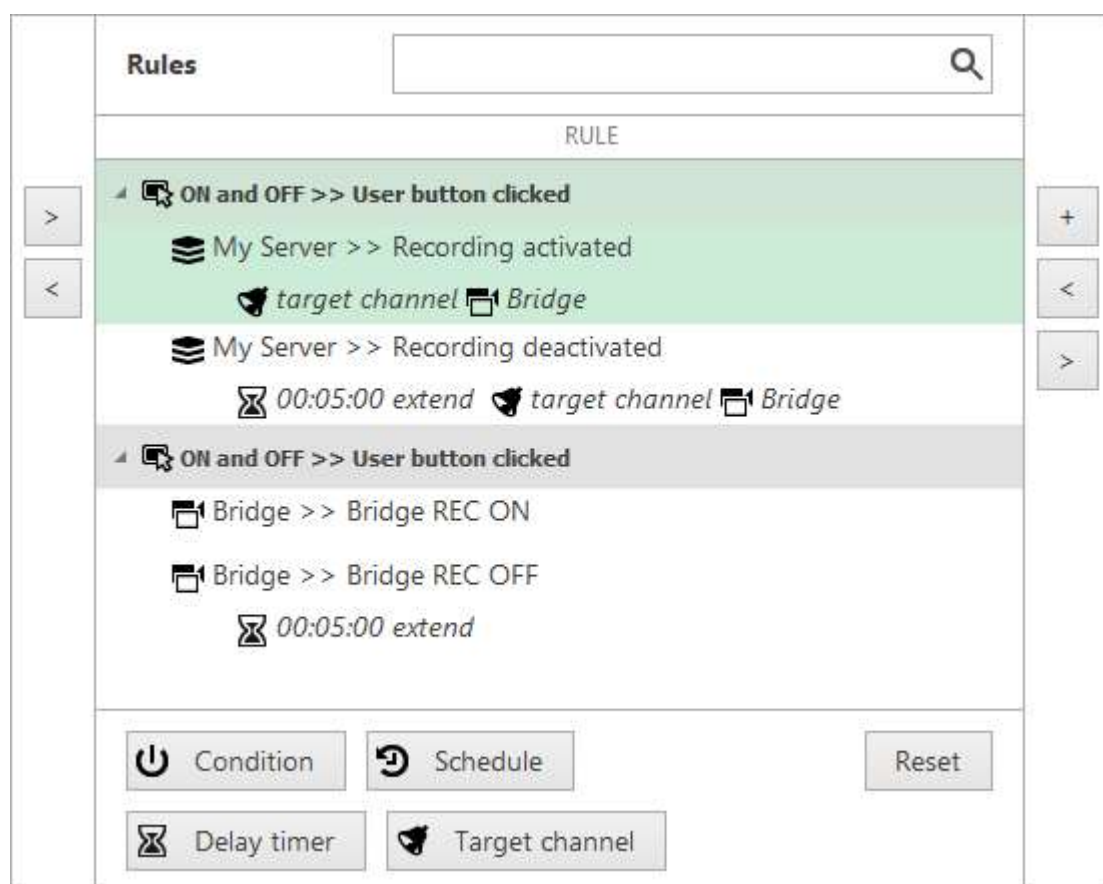 Rules
RULE
ON and OFF >> User button clicked
> My Server >> Recording activated +
< target channel Bridge <
My Server >> Recording deactivated >
00:05:00 extend target channel Bridge
ON and OFF >> User button clicked
Bridge >> Bridge REC ON
Bridge >> Bridge REC OFF
00:05:00 extend
Condition Schedule Reset
Delay timer Target channel